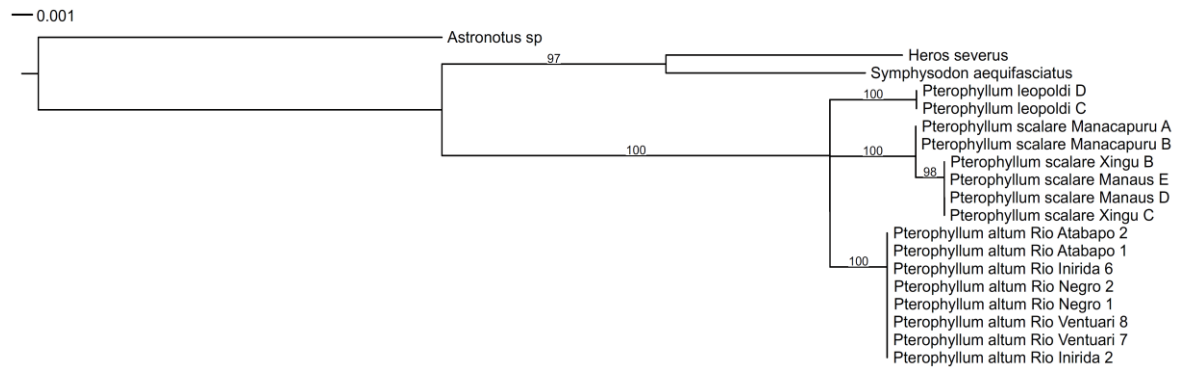 0.001
Astronotus sp
97
Heros severus
Symphysodon aequifasciatus
100
Pterophyllum leopoldi D
Pterophyllum leopoldi C
100
100
Pterophyllum scalare Manacapuru A
Pterophyllum scalare Manacapuru B
98
Pterophyllum scalare Xingu B
Pterophyllum scalare Manaus E
Pterophyllum scalare Manaus D
Pterophyllum scalare Xingu C
100
Pterophyllum altum Rio Atabapo 2
Pterophyllum altum Rio Atabapo 1
Pterophyllum altum Rio Inirida 6
Pterophyllum altum Rio Negro 2
Pterophyllum altum Rio Negro 1
Pterophyllum altum Rio Ventuari 8
Pterophyllum altum Rio Ventuari 7
Pterophyllum altum Rio Inirida 2